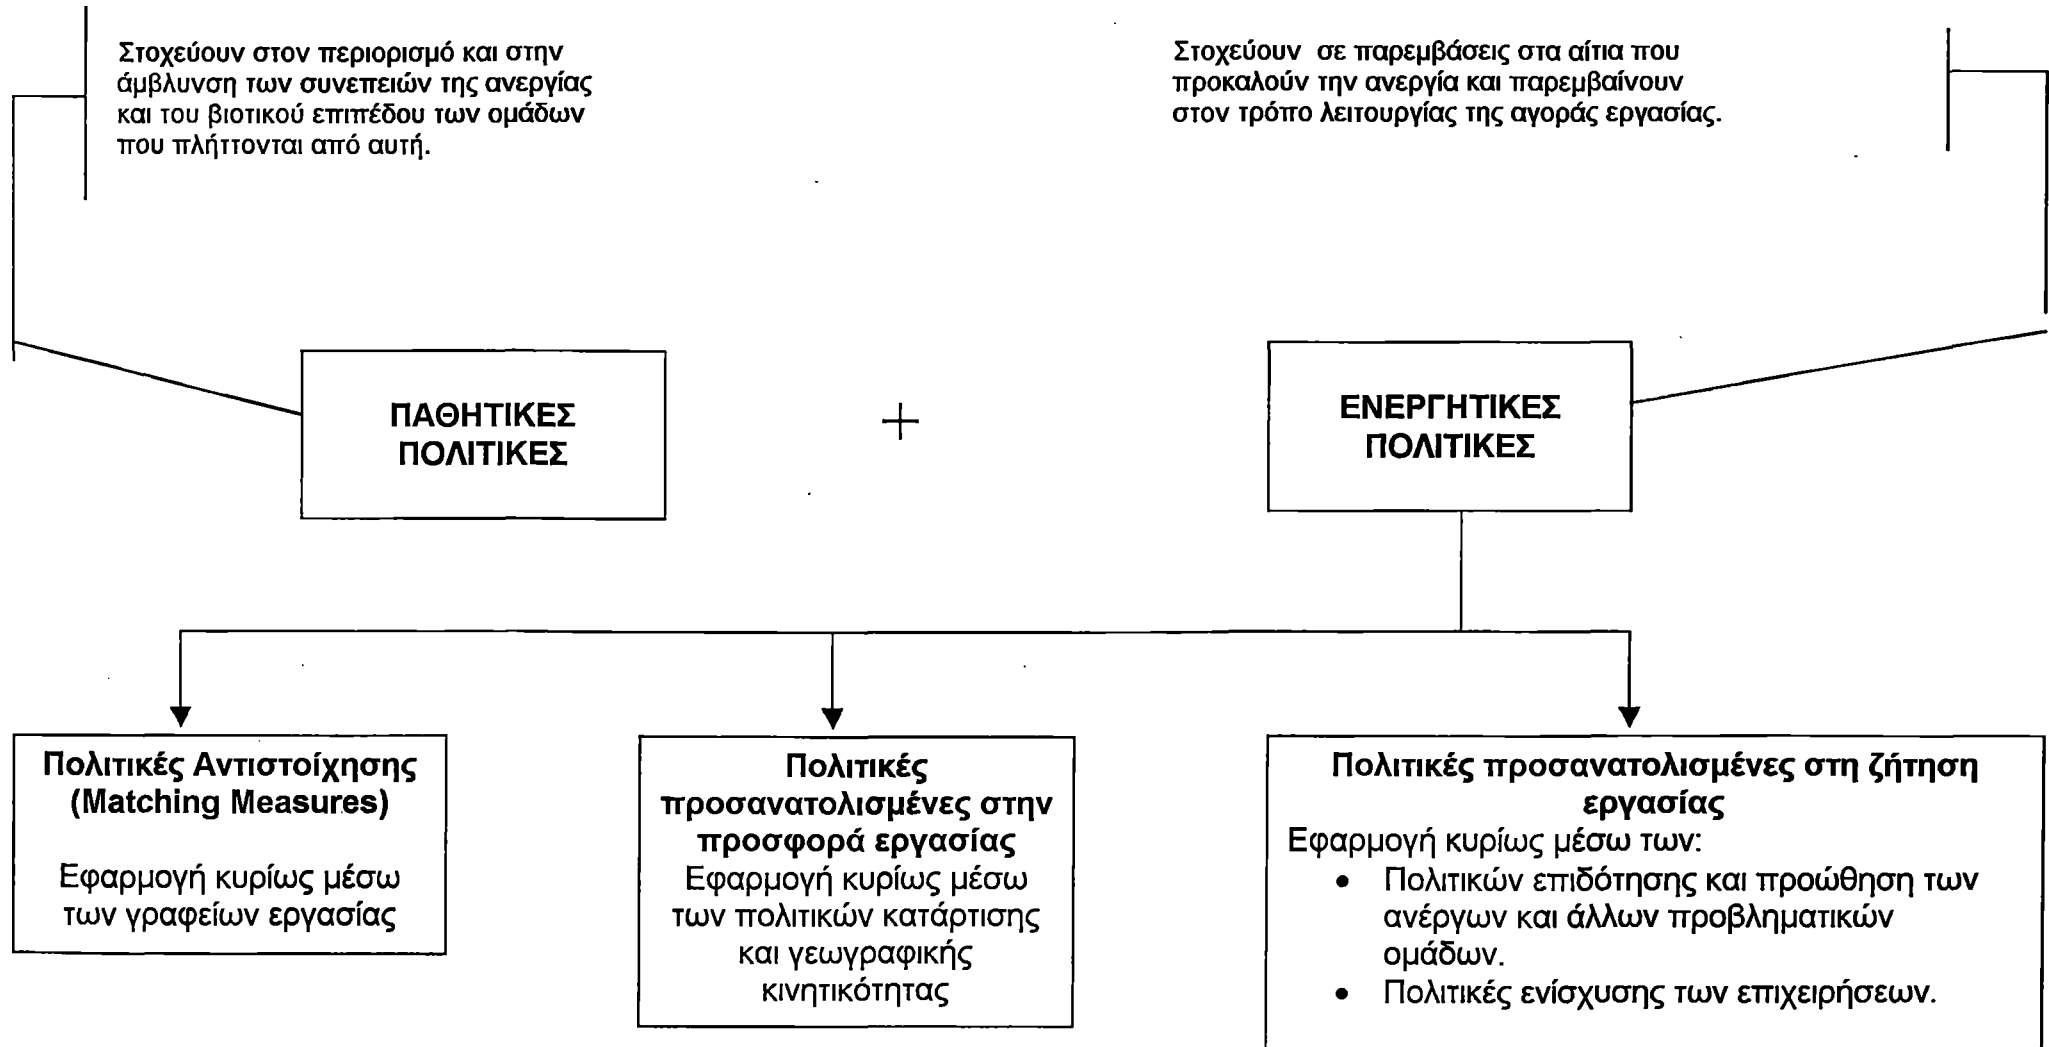 Στοχεύουν στον περιορισμό και στην
άμβλυνση των συνεπειών της ανεργίας
και του βιοτικού επιπέδου των ομάδων
που πλήττονται από αυτή.
Στοχεύουν σε παρεμβάσεις στα αίτια που
προκαλούν την ανεργία και παρεμβαίνουν
στον τρόπο λειτουργίας της αγοράς εργασίας.
ΠΑΘΗΤΙΚΕΣ
ΠΟΛΙΤΙΚΕΣ
+
ΕΝΕΡΓΗΤΙΚΕΣ
ΠΟΛΙΤΙΚΕΣ
Πολιτικές Αντιστοίχησης
(Matching Measures)
Εφαρμογή κυρίως μέσω
των γραφείων εργασίας
Πολιτικές
προσανατολισμένες στην
προσφορά εργασίας
Εφαρμογή κυρίως μέσω
των πολιτικών κατάρτισης
και γεωγραφικής
κινητικότητας
Πολιτικές προσανατολισμένες στη ζήτηση
εργασίας
Εφαρμογή κυρίως μέσω των:
• Πολιτικών επιδότησης και προώθηση των
ανέργων και άλλων προβληματικών
ομάδων.
• Πολιτικές ενίσχυσης των επιχειρήσεων.